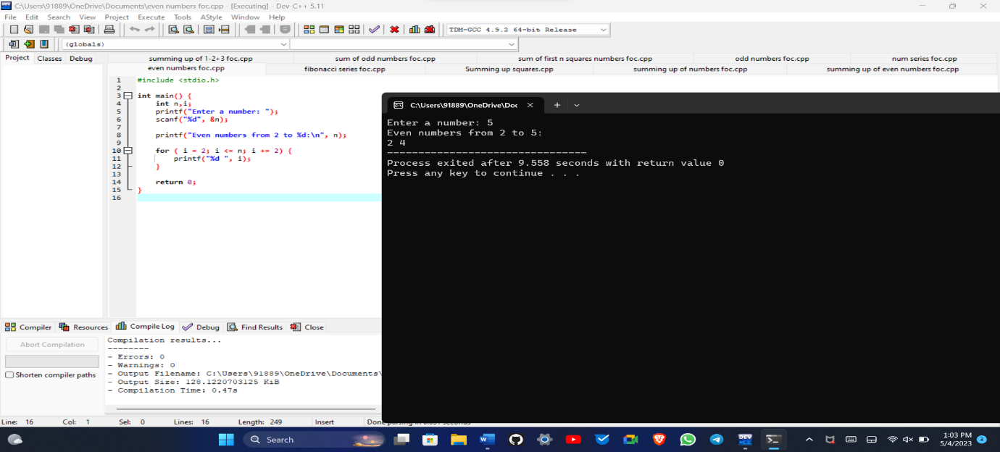 C:\Users\91889\OneDrive\Documents\even numbers foc.cpp - [Executing] - Dev-C++ 5.11
File Edit Search View Project Execute Tools AStyle Window Help
TDM-GCC 4.9.2 64-bit Release
(globals)
Project Classes Debug
summing up of 1-2+3 foc.cpp sum of odd numbers foc.cpp sum of first n squares numbers foc.cpp odd numbers foc.cpp num series foc.cpp
even numbers foc.cpp fibonacci series foc.cpp Summing up squares.cpp summing up of numbers foc.cpp summing up of even numbers foc.cpp
1 #include <stdio.h>
2
3 int main() {
4 int n,i;
5 printf("Enter a number: ");
6 scanf("%d", &n);
7
8 printf("Even numbers from 2 to %d:\n", n);
9
10 for ( i = 2; i <= n; i += 2) {
11 printf("%d ", i);
12 }
13
14 return 0;
15 }
16
C:\Users\91889\OneDrive\Doc
Enter a number: 5
Even numbers from 2 to 5:
2 4
--------------------------------
Process exited after 9.558 seconds with return value 0
Press any key to continue . . .
Compiler Resources Compile Log Debug Find Results Close
Abort Compilation
Shorten compiler paths
Compilation results...
--------
- Errors: 0
- Warnings: 0
- Output Filename: C:\Users\91889\OneDrive\Documents\
- Output Size: 128.1220703125 KiB
- Compilation Time: 0.47s
Line: 16 Col: 1 Sel: 0 Lines: 16 Length: 249 Insert Done parsing in seconds
Search
DEV
1:03 PM
5/4/2023
3